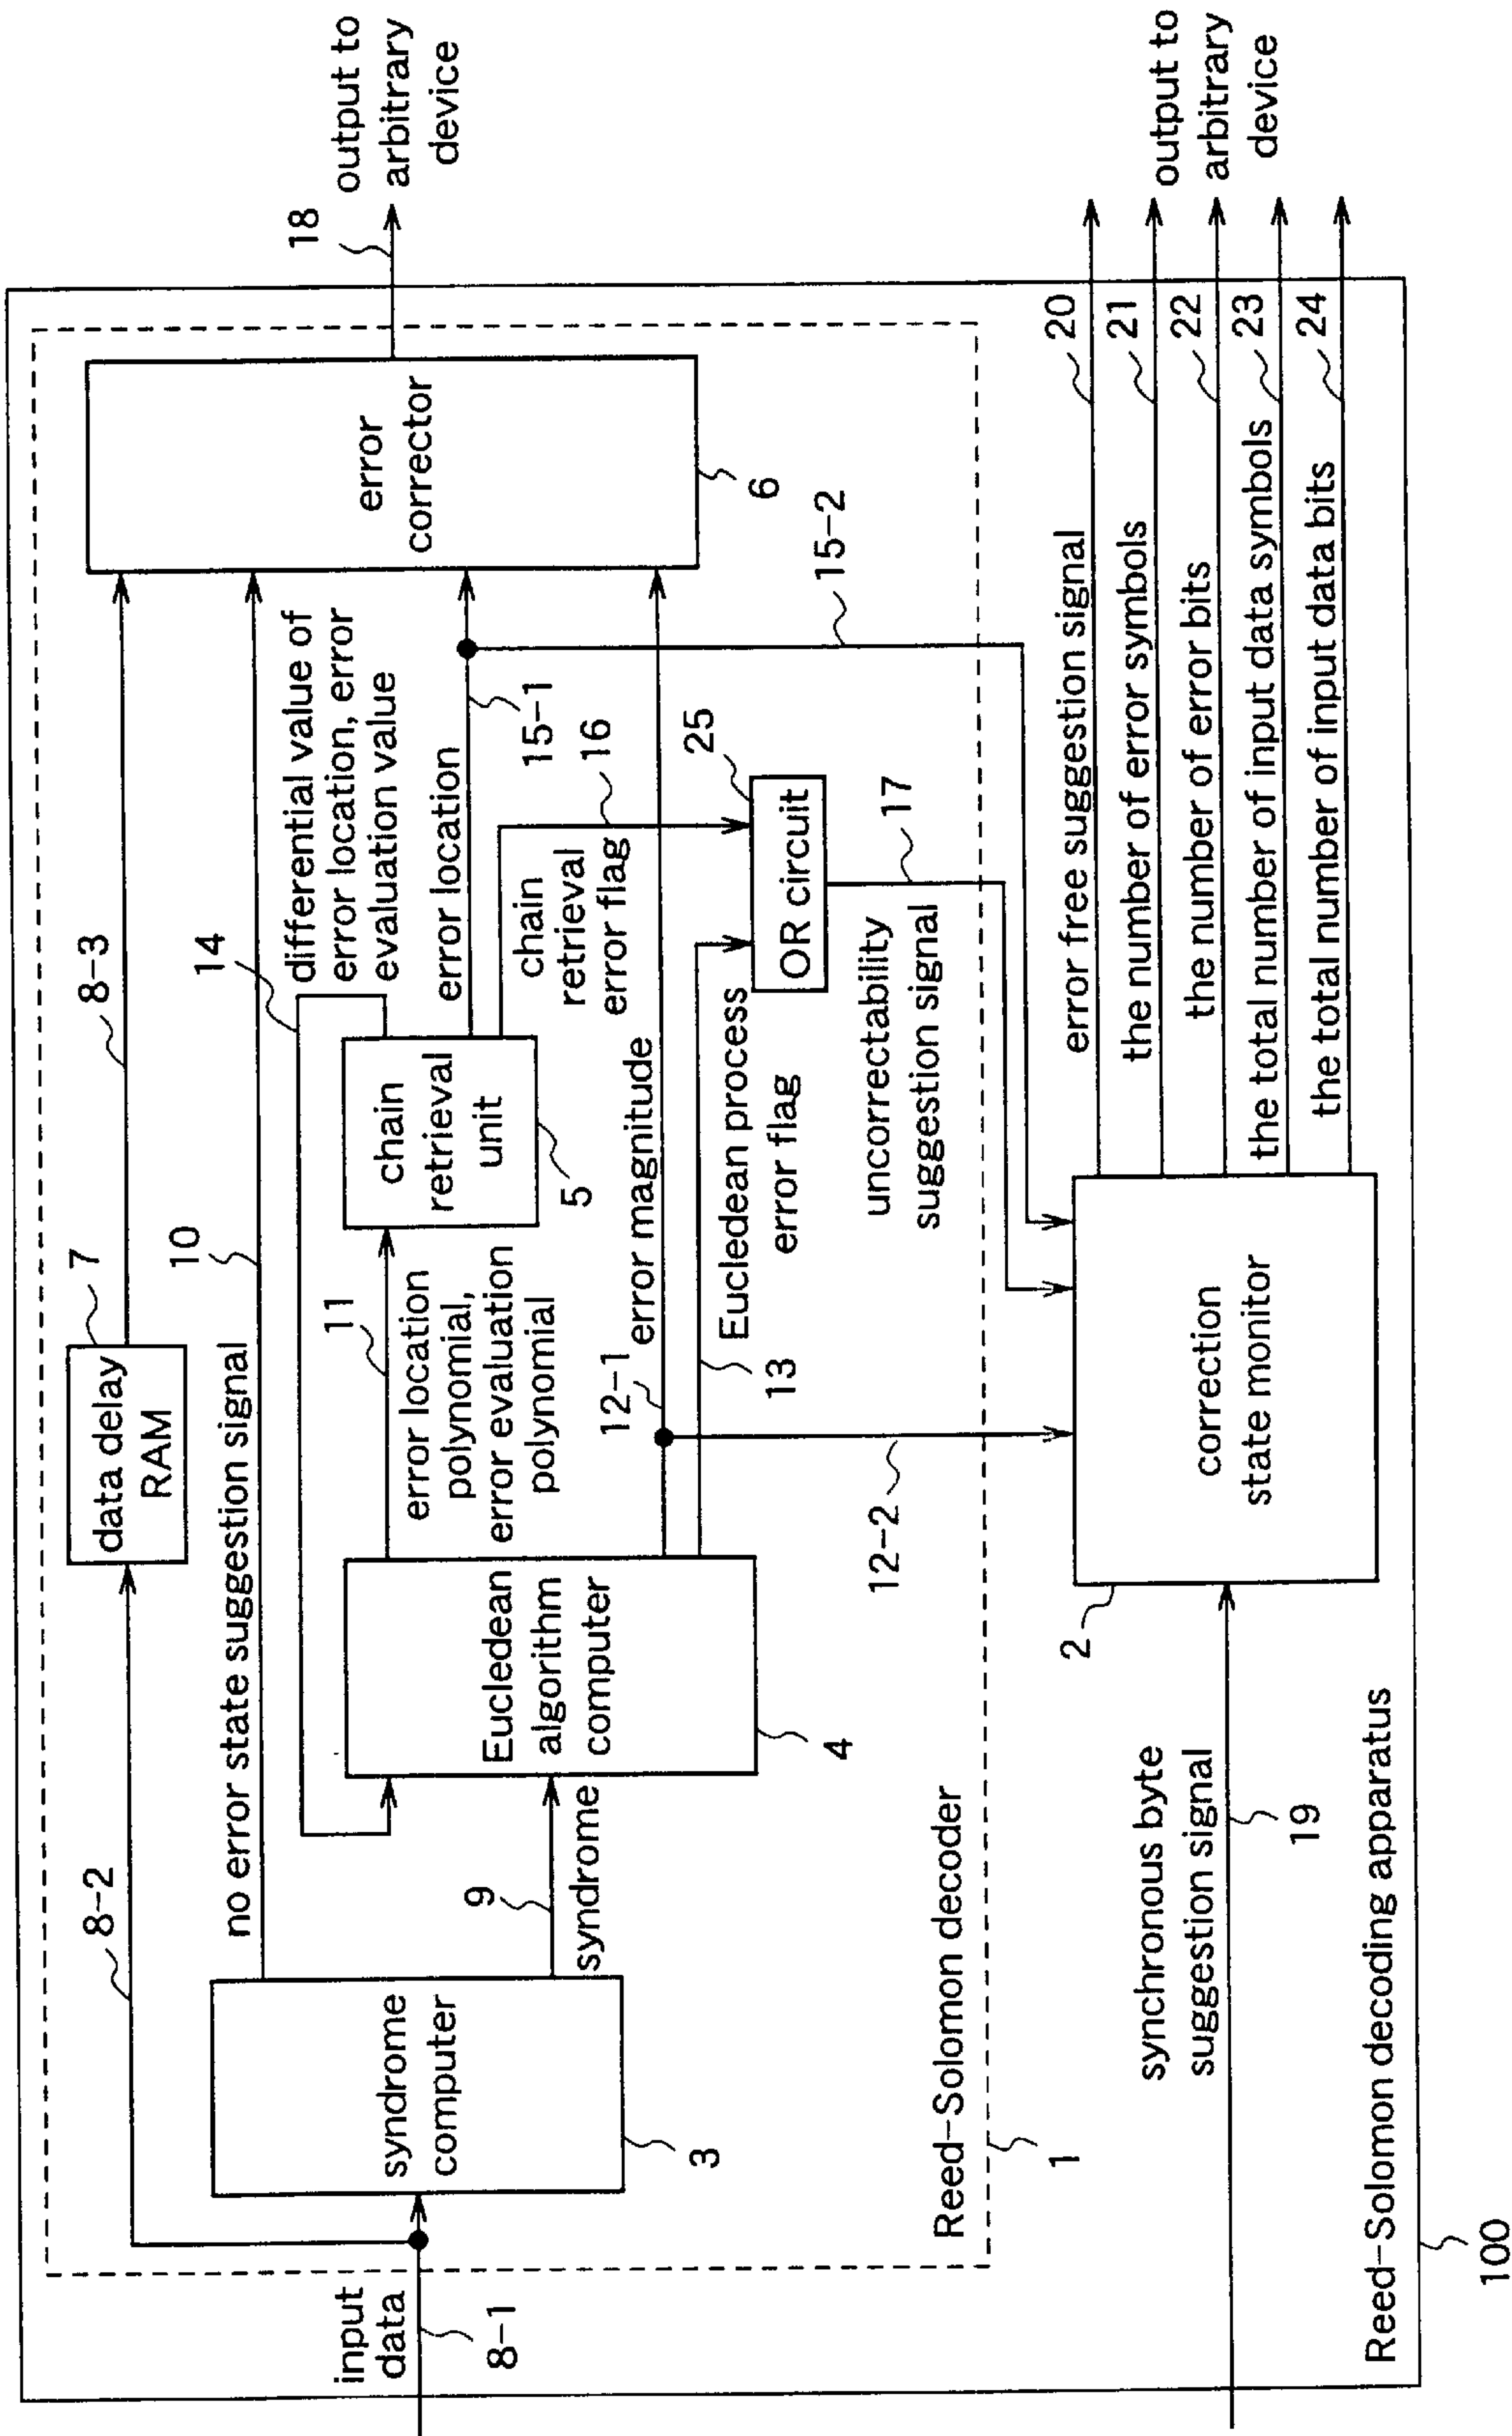 input
data
8-1
8-2
data delay
RAM
7
8-3
syndrome
computer
3
no error state suggestion signal
10
9
syndrome
Eucledean
algorithm
computer
4
14
differential value of
error location, error
evaluation value
11
error location
polynomial,
error evaluation
polynomial
chain
retrieval
unit
5
error location
15-1
15-2
chain
retrieval
error flag
16
12-1
error magnitude
12-2
13
Eucledean process
error flag
25
OR circuit
17
uncorrectability
suggestion signal
error
corrector
6
18
output to
arbitrary
device
Reed-Solomon decoder
1
synchronous byte
suggestion signal
19
2
correction
state monitor
error free suggestion signal
20
the number of error symbols
21
the number of error bits
22
the total number of input data symbols
23
the total number of input data bits
24
output to
arbitrary
device
Reed-Solomon decoding apparatus
100